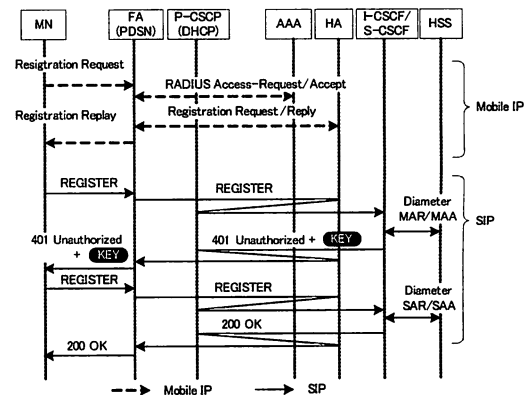 MN
FA
(PDSN)
P-CSCP
(DHCP)
AAA
HA
I-CSCF/
S-CSCF
HSS
Resigtration Request
RADIUS Access-Request/Accept
Registration Replay
Registration Request/Reply
Mobile IP
REGISTER
REGISTER
Diameter
MAR/MAA
401 Unauthorized
+ KEY
401 Unauthorized + KEY
SIP
REGISTER
REGISTER
Diameter
SAR/SAA
200 OK
200 OK
Mobile IP
SIP